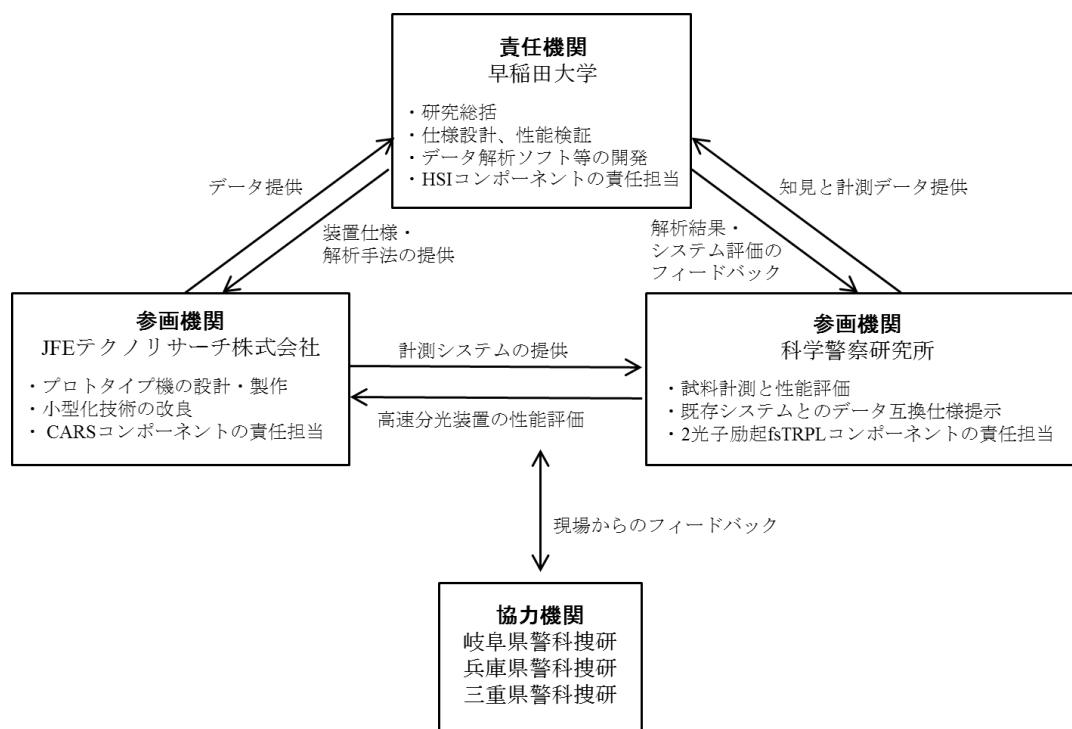 責任機関
早稲田大学
・研究総括
・仕様設計、性能検証
・データ解析ソフト等の開発
・HSIコンポーネントの責任担当
データ提供
装置仕様・
解析手法の提供
知見と計測データ提供
解析結果・
システム評価の
フィードバック
参画機関
JFEテクノリサーチ株式会社
・プロトタイプ機の設計・製作
・小型化技術の改良
・ CARSコンポーネントの責任担当
計測システムの提供
高速分光装置の性能評価
参画機関
科学警察研究所
・試料計測と性能評価
・既存システムとのデータ互換仕様提示
・2光子励起fsTRPLコンポーネントの責任担当
現場からのフィードバック
協力機関
岐阜県警科捜研
兵庫県警科捜研
三重県警科捜研